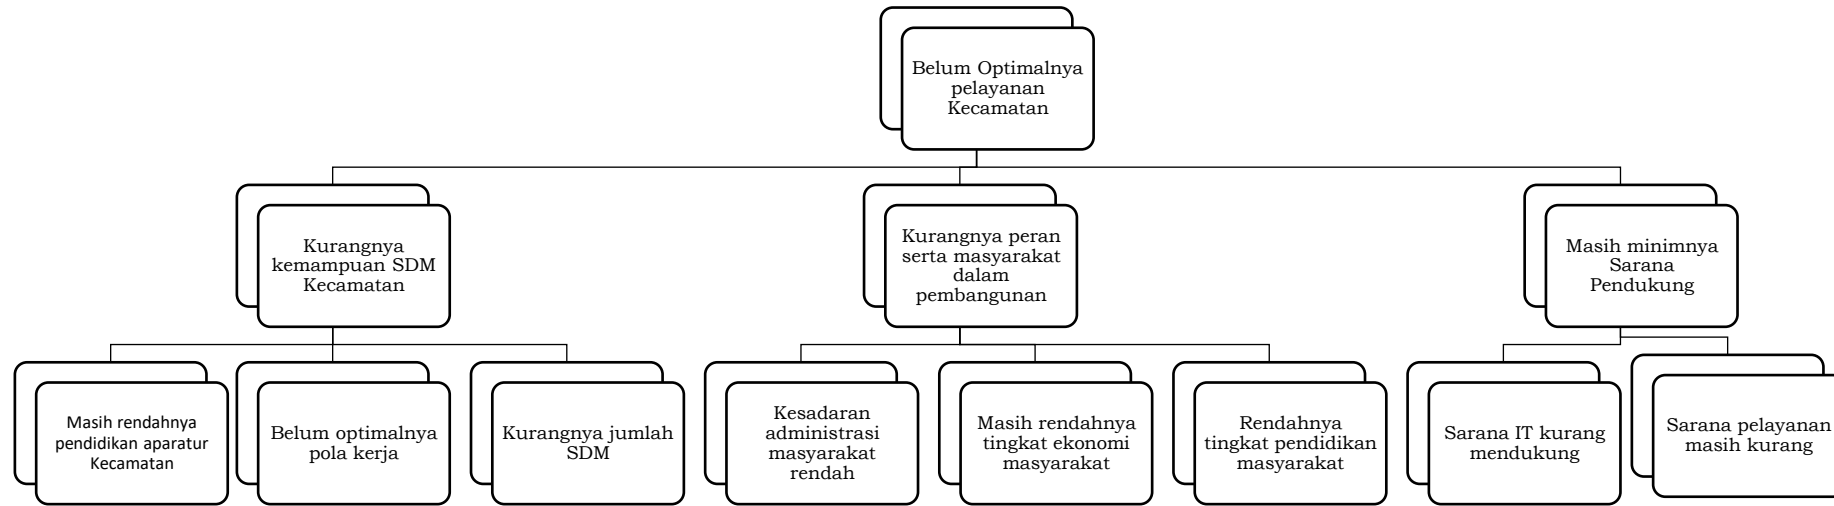 Belum Optimalnya
pelayanan
Kecamatan
Kurangnya
kemampuan SDM
Kecamatan
Kurangnya peran
serta masyarakat
dalam
pembangunan
Masih minimnya
Sarana
Pendukung
Masih rendahnya
pendidikan aparatur
Kecamatan
Belum optimalnya
pola kerja
Kurangnya jumlah
SDM
Kesadaran
administrasi
masyarakat
rendah
Masih rendahnya
tingkat ekonomi
masyarakat
Rendahnya
tingkat pendidikan
masyarakat
Sarana IT kurang
mendukung
Sarana pelayanan
masih kurang